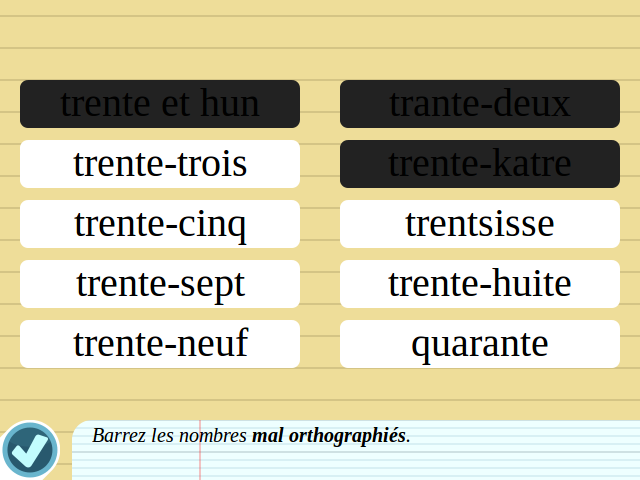 trente et hun
trante-deux
trente-trois
trente-katre
trente-cinq
trentsisse
trente-sept
trente-huite
trente-neuf
quarante
Barrez les nombres mal orthographiés.